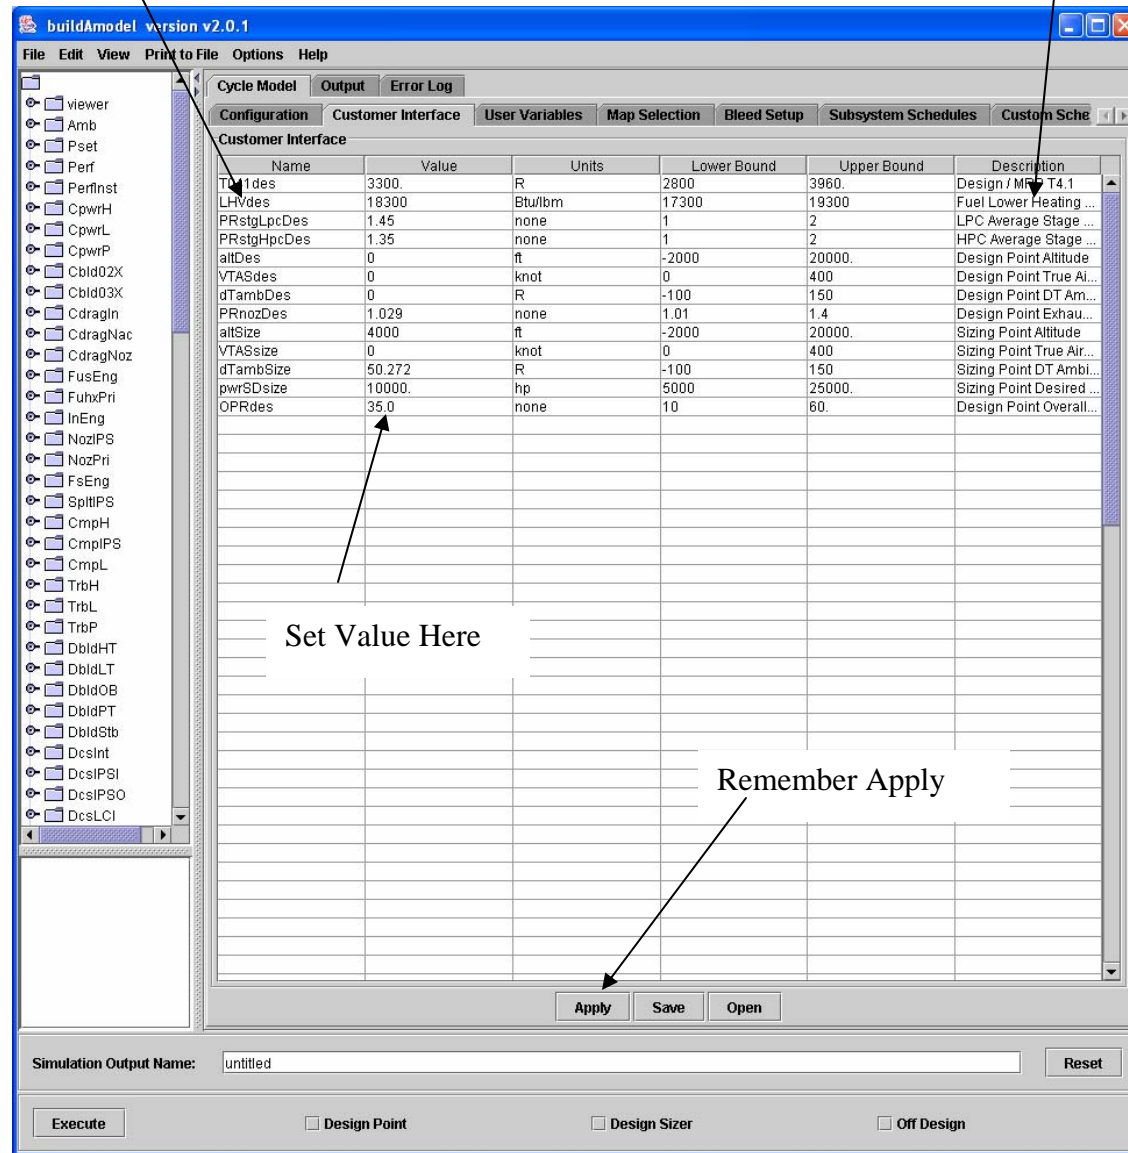 buildAmodel version v2.0.1
File Edit View Print to File Options Help
Cycle Model Output Error Log
Configuration Customer Interface User Variables Map Selection Bleed Setup Subsystem Schedules Custom Sche
Customer Interface
Name Value Units Lower Bound Upper Bound Description
3300. R 2800 3960. Design / MRP T4.1
LHVdes 18300 Btu/lbm 17300 19300 Fuel Lower Heating ...
PRstgLpcDes 1.45 none 1 2 LPC Average Stage ...
PRstgHpcDes 1.35 none 1 2 HPC Average Stage ...
altDes 0 ft -2000 20000. Design Point Altitude
VTASdes 0 knot 0 400 Design Point True Ai...
dTambDes 0 R -100 150 Design Point DT Am...
PRnozDes 1.029 none 1.01 1.4 Design Point Exhau...
altSize 4000 ft -2000 20000. Sizing Point Altitude
VTASsize 0 knot 0 400 Sizing Point True Air...
dTambSize 50.272 R -100 150 Sizing Point DT Ambi...
pwrSDsize 10000. hp 5000 25000. Sizing Point Desired ...
OPRdes 35.0 none 10 60. Design Point Overall...
viewer
Amb
Pset
Perf
PerfInst
CpwrH
CpwrL
CpwrP
Cbld02X
Cbld03X
CdragIn
CdragNac
CdragNoz
FusEng
FuhxPri
InEng
NozIPS
NozPri
FsEng
SpltIPS
CmpH
CmpIPS
CmpL
TrbH
TrbL
TrbP
DbldHT
DbldLT
DbldOB
DbldPT
DbldStb
DcsInt
DcsIPSI
DcsIPSO
DcsLCI
Set Value Here
Remember Apply
Apply Save Open
Simulation Output Name: untitled Reset
Execute Design Point Design Sizer Off Design